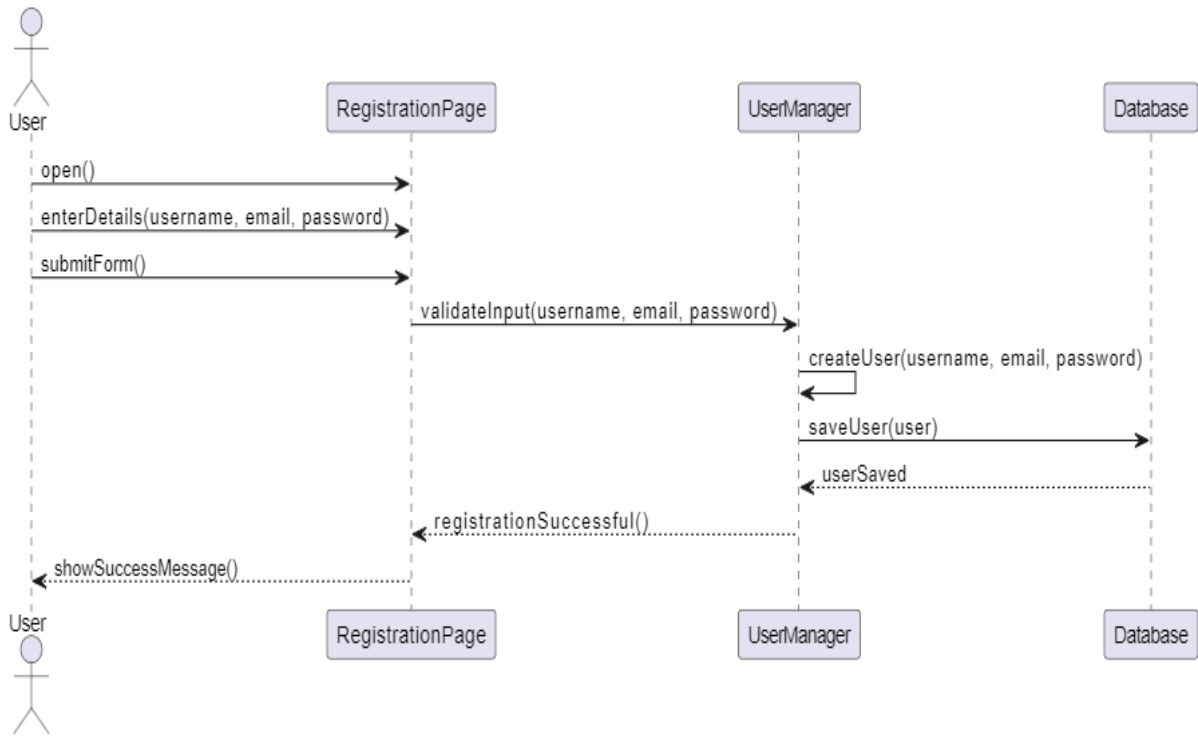 User
RegistrationPage
UserManager
Database
open()
enterDetails(username, email, password)
submitForm()
validateInput(username, email, password)
createUser(username, email, password)
saveUser(user)
userSaved
registrationSuccessful()
showSuccessMessage()
User
RegistrationPage
UserManager
Database